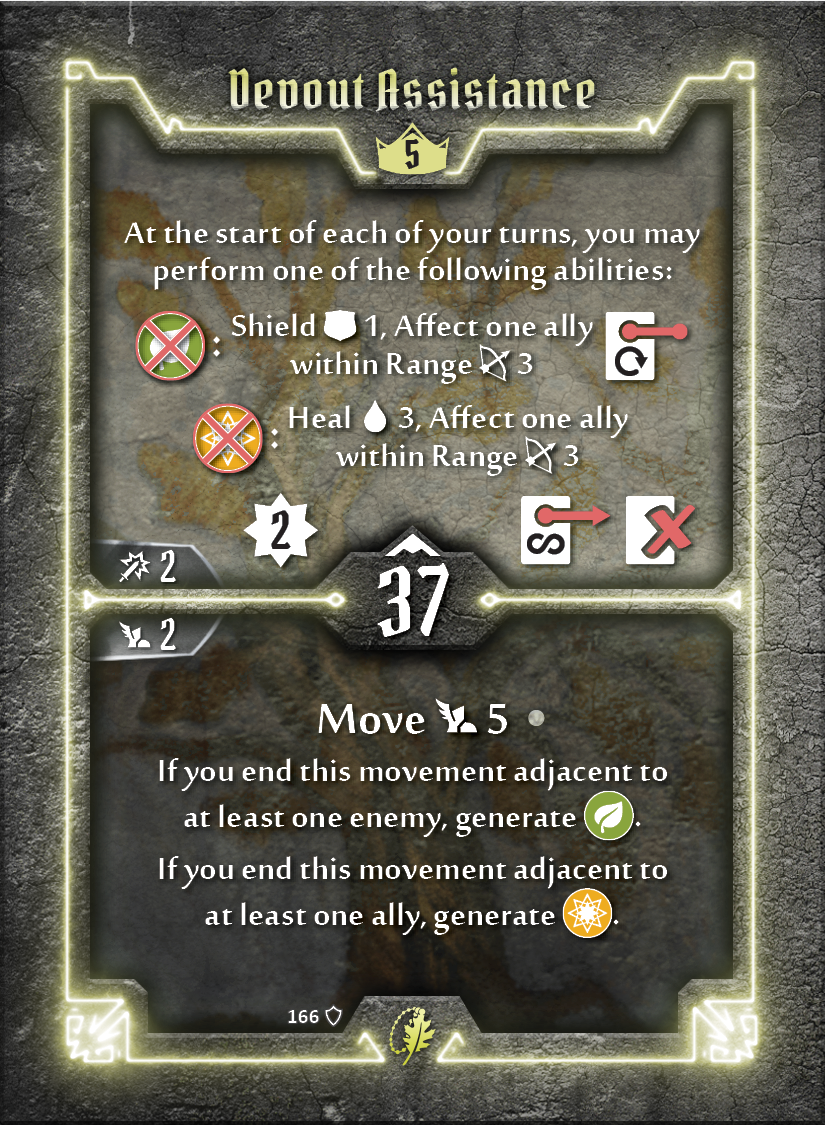 Devout Assistance
5
At the start of each of your turns, you may
perform one of the following abilities:
: Shield 1, Affect one ally
within Range 3
: Heal 3, Affect one ally
within Range 3
2
2
37
2
Move 5
If you end this movement adjacent to
at least one enemy, generate .
If you end this movement adjacent to
at least one ally, generate .
166